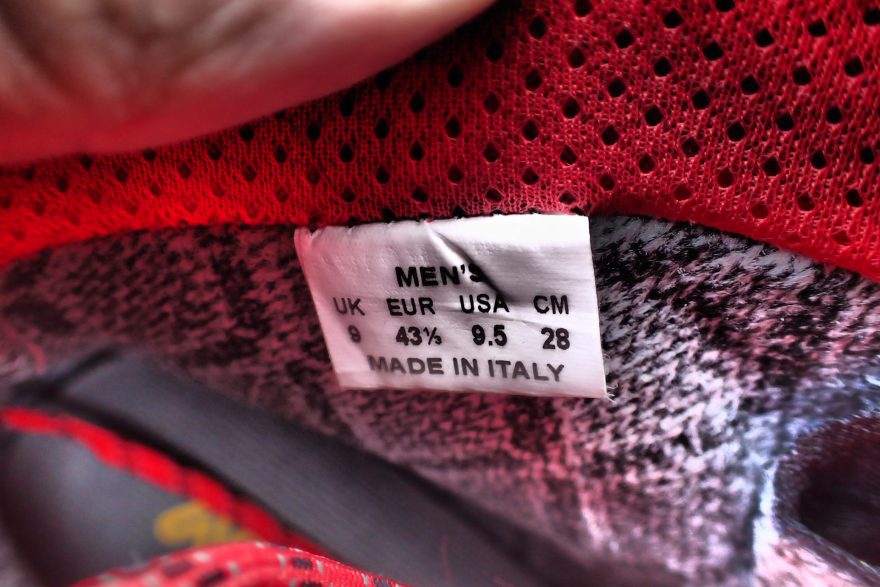 MEN'S
UK EUR USA CM
9 43⅓ 9.5 28
MADE IN ITALY